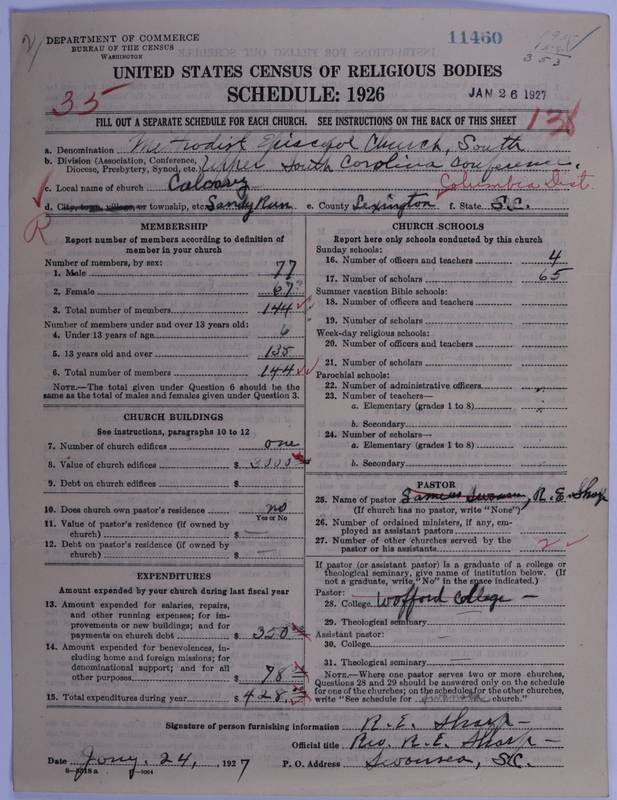 DEPARTMENT OF COMMERCE
BUREAU OF THE CENSUS
WASHINGTON
11460
353
UNITED STATES CENSUS OF RELIGIOUS BODIES
SCHEDULE: 1926
JAN 26 1927
35
FILL OUT A SEPARATE SCHEDULE FOR EACH CHURCH. SEE INSTRUCTIONS ON THE BACK OF THIS SHEET
138
a. Denomination Methodist Episcopal Church, South
b. Division (Association, Conference, Diocese, Presbytery, Synod, etc. Upper South Carolina Conference.
Columbia Dist
c. Local name of church Calvary
d. City, town, village, or township, etc. Sandy Run e. County Lexington f. State S.C.
R
MEMBERSHIP
Report number of members according to definition of
member in your church
Number of members, by sex:
1. Male 77
2. Female 67
3. Total number of members 144
Number of members under and over 13 years old:
4. Under 13 years of age 6
5. 13 years old and over 135
6. Total number of members 144
NOTE.—The total given under Question 6 should be the
same as the total of males and females given under Question 3.
CHURCH BUILDINGS
See instructions, paragraphs 10 to 12
7. Number of church edifices one
8. Value of church edifices $ 3000
9. Debt on church edifices $
10. Does church own pastor's residence no
Yes or No
11. Value of pastor's residence (if owned by
church) $ —
12. Debt on pastor's residence (if owned by
church) $ —
EXPENDITURES
Amount expended by your church during last fiscal year
13. Amount expended for salaries, repairs,
and other running expenses; for im-
provements or new buildings; and for
payments on church debt $ 350
14. Amount expended for benevolences, in-
cluding home and foreign missions; for
denominational support; and for all
other purposes $ 78
15. Total expenditures during year $ 428
CHURCH SCHOOLS
Report here only schools conducted by this church
Sunday schools:
16. Number of officers and teachers 4
17. Number of scholars 65
Summer vacation Bible schools:
18. Number of officers and teachers
19. Number of scholars
Week-day religious schools:
20. Number of officers and teachers
21. Number of scholars
Parochial schools:
22. Number of administrative officers
23. Number of teachers—
a. Elementary (grades 1 to 8)
b. Secondary
24. Number of scholars—
a. Elementary (grades 1 to 8)
b. Secondary
PASTOR
25. Name of pastor R. E. Sharp
(If church has no pastor, write "None")
26. Number of ordained ministers, if any, em-
ployed as assistant pastors
27. Number of other churches served by the
pastor or his assistants 2
If pastor (or assistant pastor) is a graduate of a college or
theological seminary, give name of institution below. (If
not a graduate, write "No" in the space indicated.)
Pastor:
28. College Wofford College —
29. Theological seminary —
Assistant pastor:
30. College —
31. Theological seminary —
NOTE.—Where one pastor serves two or more churches,
Questions 28 and 29 should be answered only on the schedule
for one of the churches; on the schedules for the other churches,
write "See schedule for Swansea church."
Signature of person furnishing information R. E. Sharp —
Official title Rev. R. E. Sharp —
Date Jany. 24, 1927 P. O. Address Swansea, S.C.